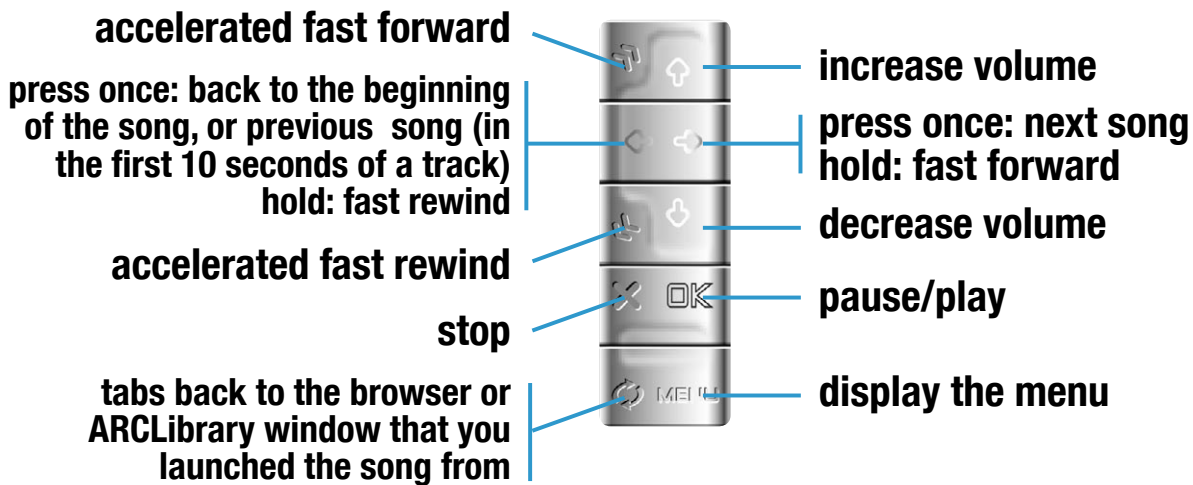 accelerated fast forward
press once: back to the beginning
of the song, or previous song (in
the first 10 seconds of a track)
hold: fast rewind
accelerated fast rewind
stop
tabs back to the browser or
ARCLibrary window that you
launched the song from
OK
MENU
increase volume
press once: next song
hold: fast forward
decrease volume
pause/play
display the menu